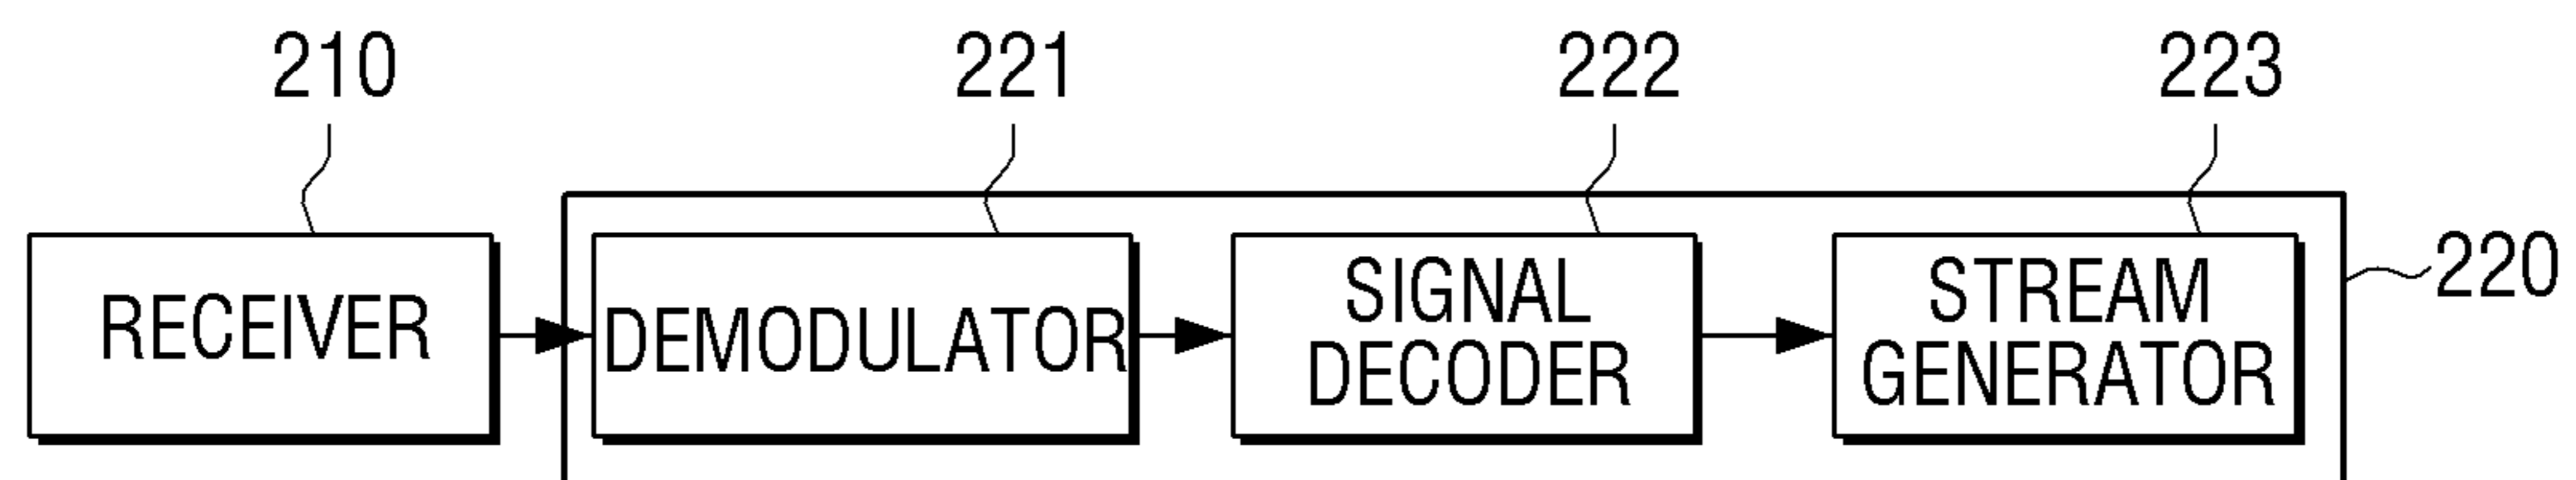 210
221
222
223
RECEIVER
DEMODULATOR
SIGNAL
DECODER
STREAM
GENERATOR
220